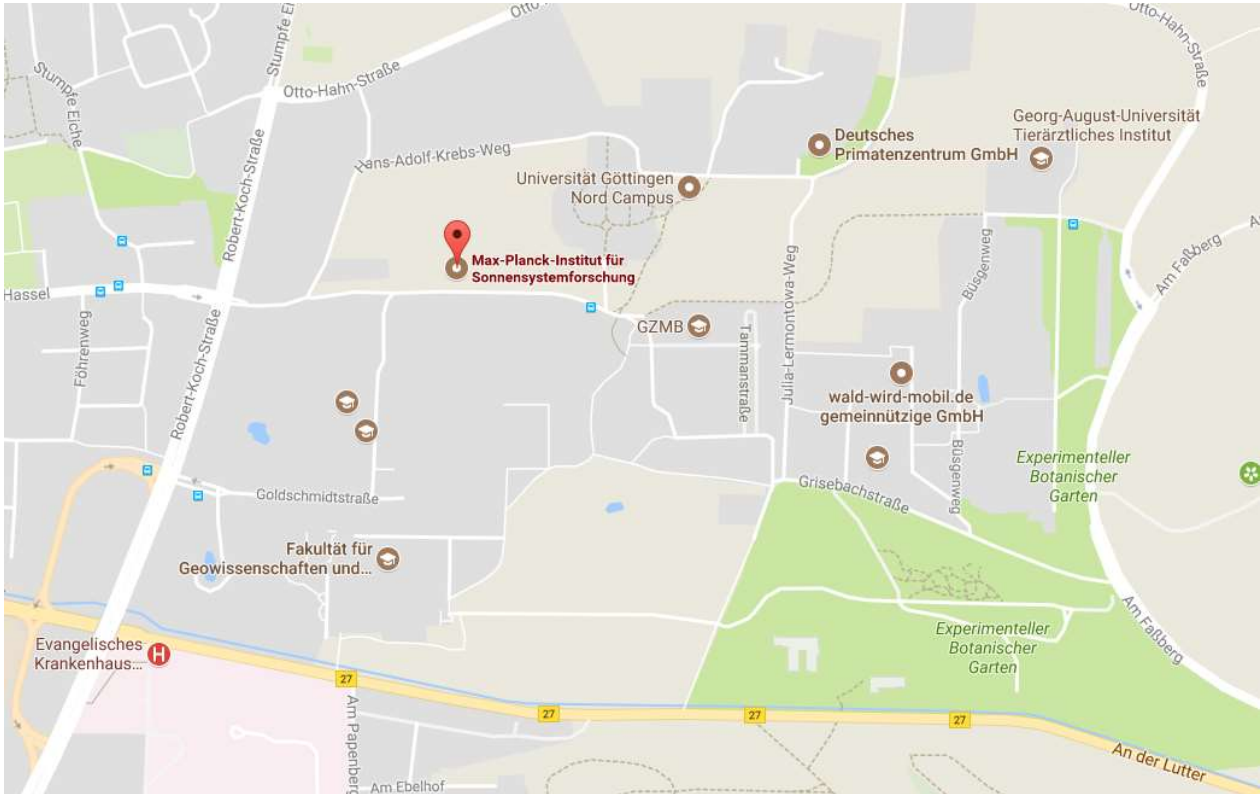 Otto-Hahn-Straße
Stumpfe Eiche
Otto-Hahn-Straße
Stumpfe Eiche
Otto-Hahn-Straße
Robert-Koch-Straße
Hans-Adolf-Krebs-Weg
Deutsches
Primatenzentrum GmbH
Georg-August-Universität
Tierärztliches Institut
Universität Göttingen
Nord Campus
Max-Planck-Institut für
Sonnensystemforschung
Hassel
Föhrenweg
Robert-Koch-Straße
GZMB
Tammanstraße
Julia-Lermontowa-Weg
Büsgenweg
Am Faßberg
wald-wird-mobil.de
gemeinnützige GmbH
Büsgenweg
Experimenteller
Botanischer
Garten
Goldschmidtstraße
Grisebachstraße
Fakultät für
Geowissenschaften und...
Evangelisches
Krankenhaus...
H
Experimenteller
Botanischer
Garten
Am Faßberg
27
27
27
27
Am Papenberg
Am Ebelhof
An der Lutter